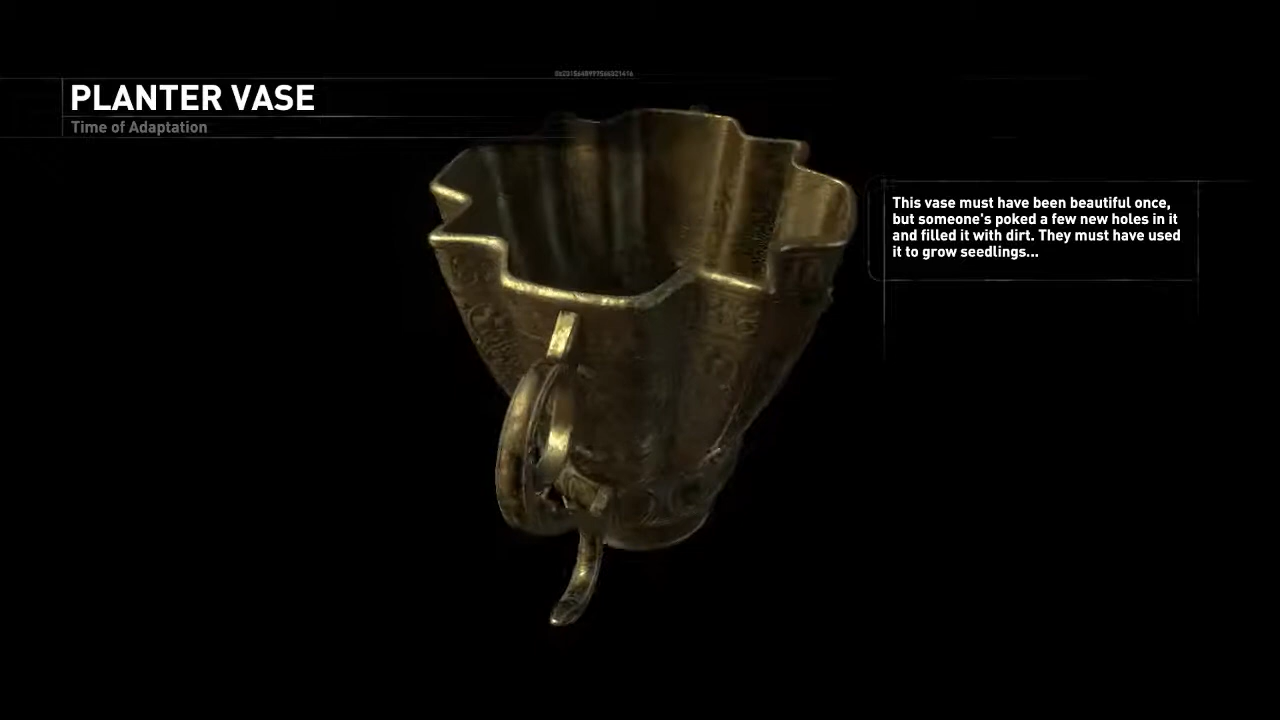 PLANTER VASE
Time of Adaptation
This vase must have been beautiful once,
but someone's poked a few new holes in it
and filled it with dirt. They must have used
it to grow seedlings...